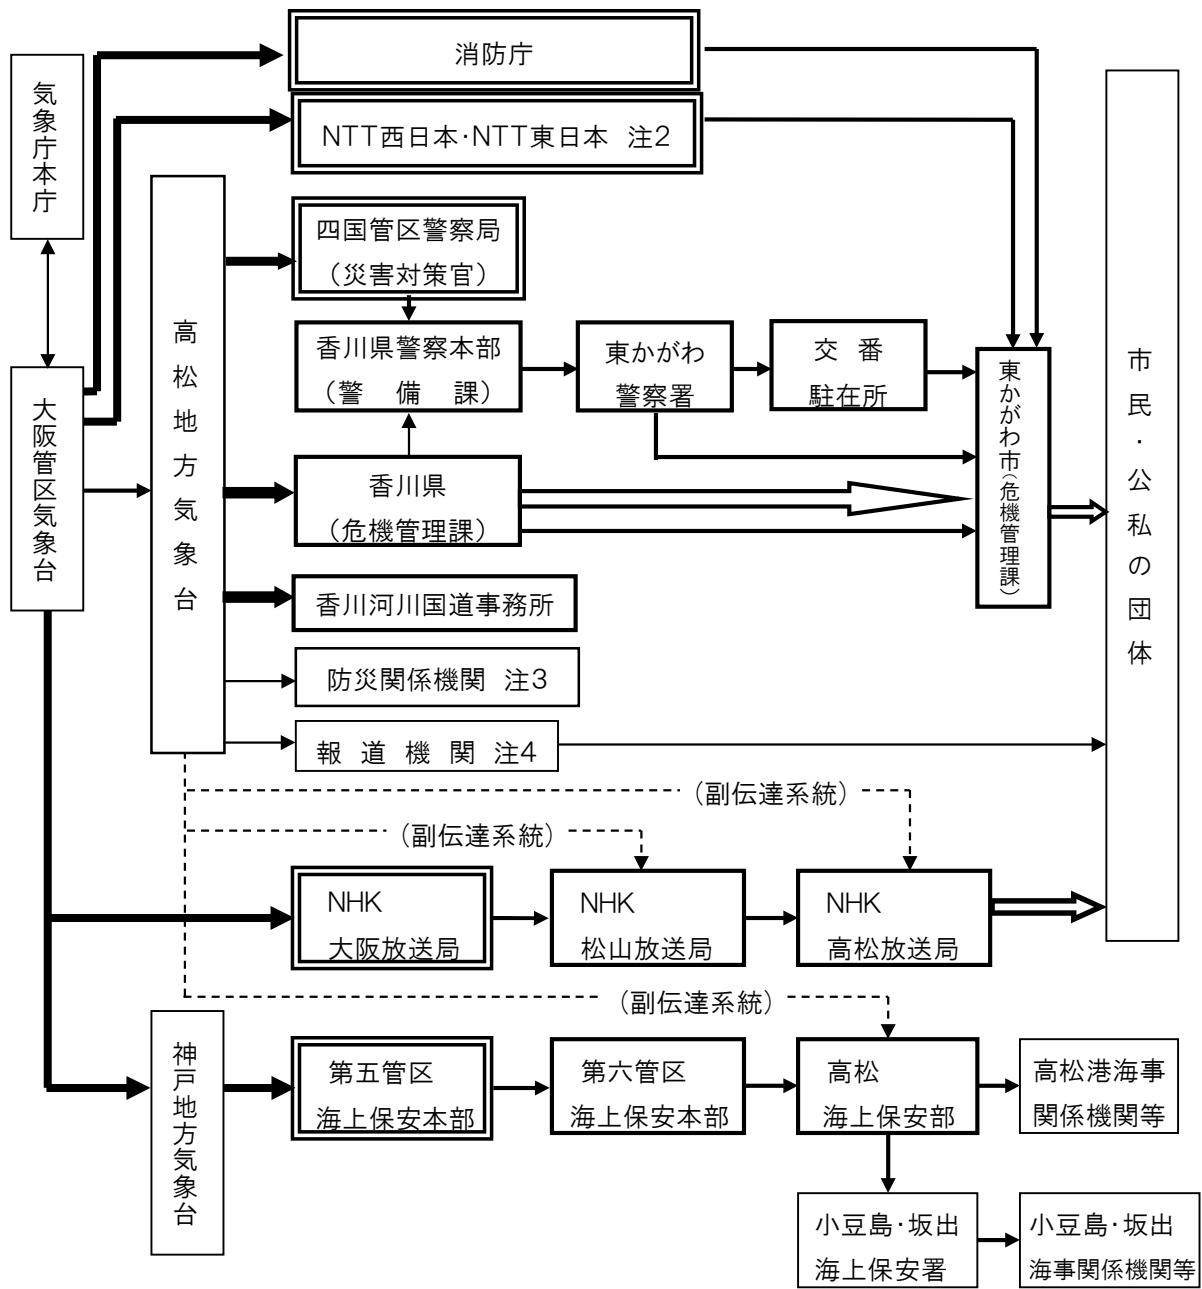 消防庁
気象庁本庁
NTT西日本･NTT東日本 注2
四国管区警察局
（災害対策官）
高松地方気象台
香川県警察本部
（警 備 課）
東かがわ
警察署
交 番
駐在所
東かがわ市（危機管理課）
市民・公私の団体
大阪管区気象台
香川県
（危機管理課）
香川河川国道事務所
防災関係機関 注3
報 道 機 関 注4
（副伝達系統）
（副伝達系統）
NHK
大阪放送局
NHK
松山放送局
NHK
高松放送局
（副伝達系統）
神戸地方気象台
第五管区
海上保安本部
第六管区
海上保安本部
高松
海上保安部
高松港海事
関係機関等
小豆島･坂出
海上保安署
小豆島･坂出
海事関係機関等